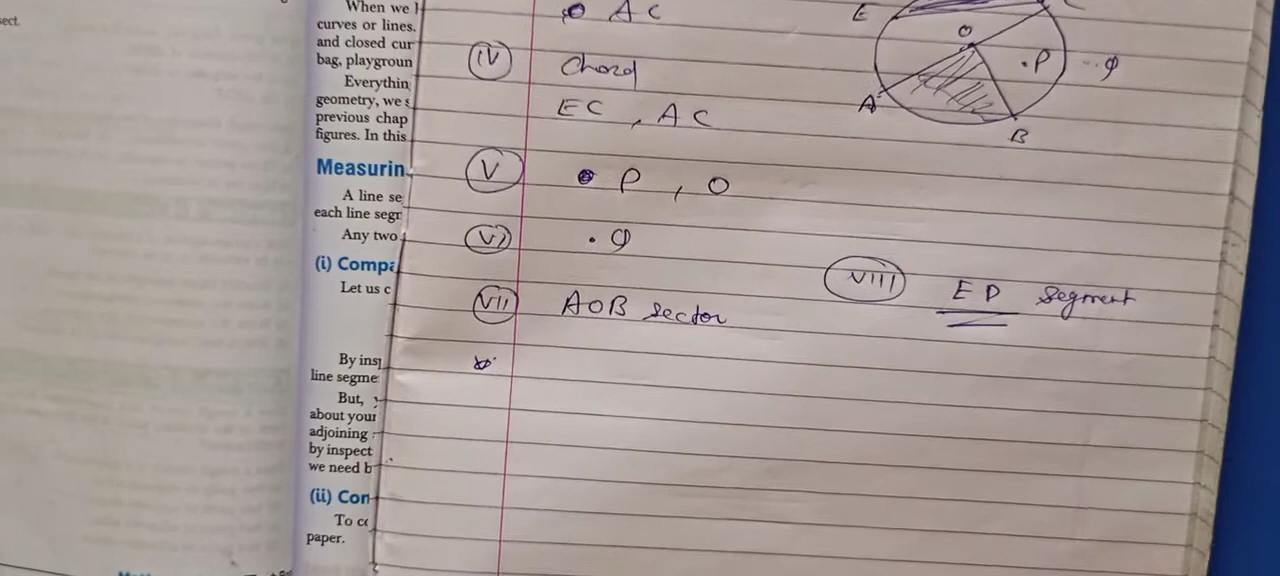 sect.
When we l
curves or lines.
and closed cur
bag, playgroun
Everythin
geometry, we s
previous chap
figures. In this
Measurin
A line se
each line segr
Any two
(i) Compa
Let us c
By insp
line segme
But, y
about your
adjoining
by inspect
we need b
(ii) Con
To co
paper.
AC
(iv) Chord
EC, AC
(V) P, O
(vi) . Q
(vii) AOB sector
(VIII) ED segment
E
C
O
.P
Q
A
B